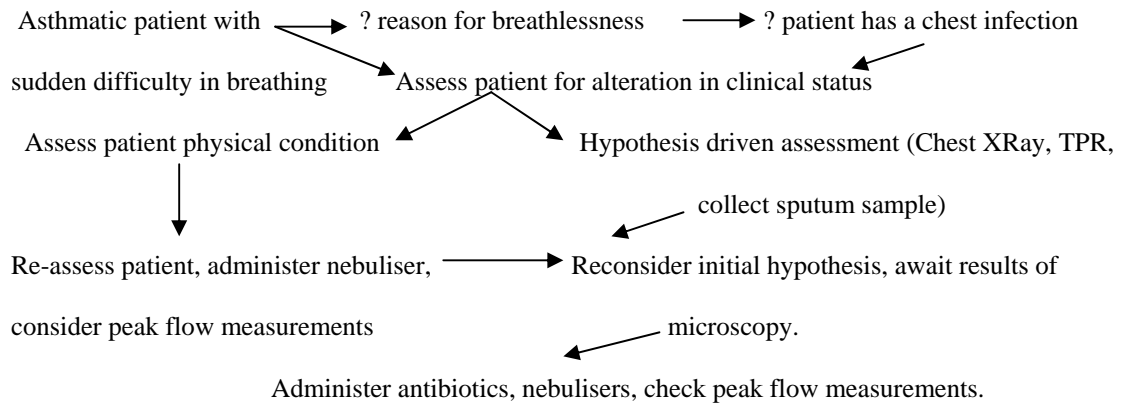 Asthmatic patient with ? reason for breathlessness ? patient has a chest infection
sudden difficulty in breathing Assess patient for alteration in clinical status
Assess patient physical condition Hypothesis driven assessment (Chest XRay, TPR,
collect sputum sample)
Re-assess patient, administer nebuliser, Reconsider initial hypothesis, await results of
consider peak flow measurements microscopy.
Administer antibiotics, nebulisers, check peak flow measurements.